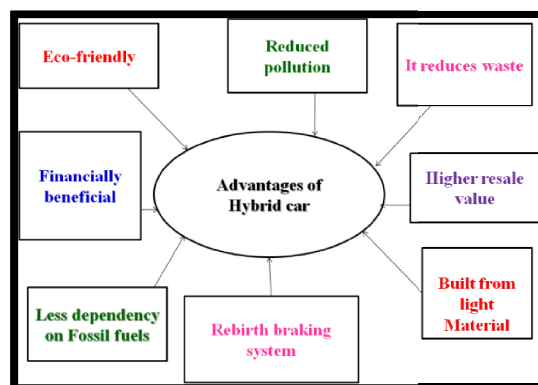 Eco-friendly
Reduced
pollution
It reduces waste
Financially
beneficial
Advantages of
Hybrid car
Higher resale
value
Less dependency
on Fossil fuels
Rebirth braking
system
Built from
light
Material